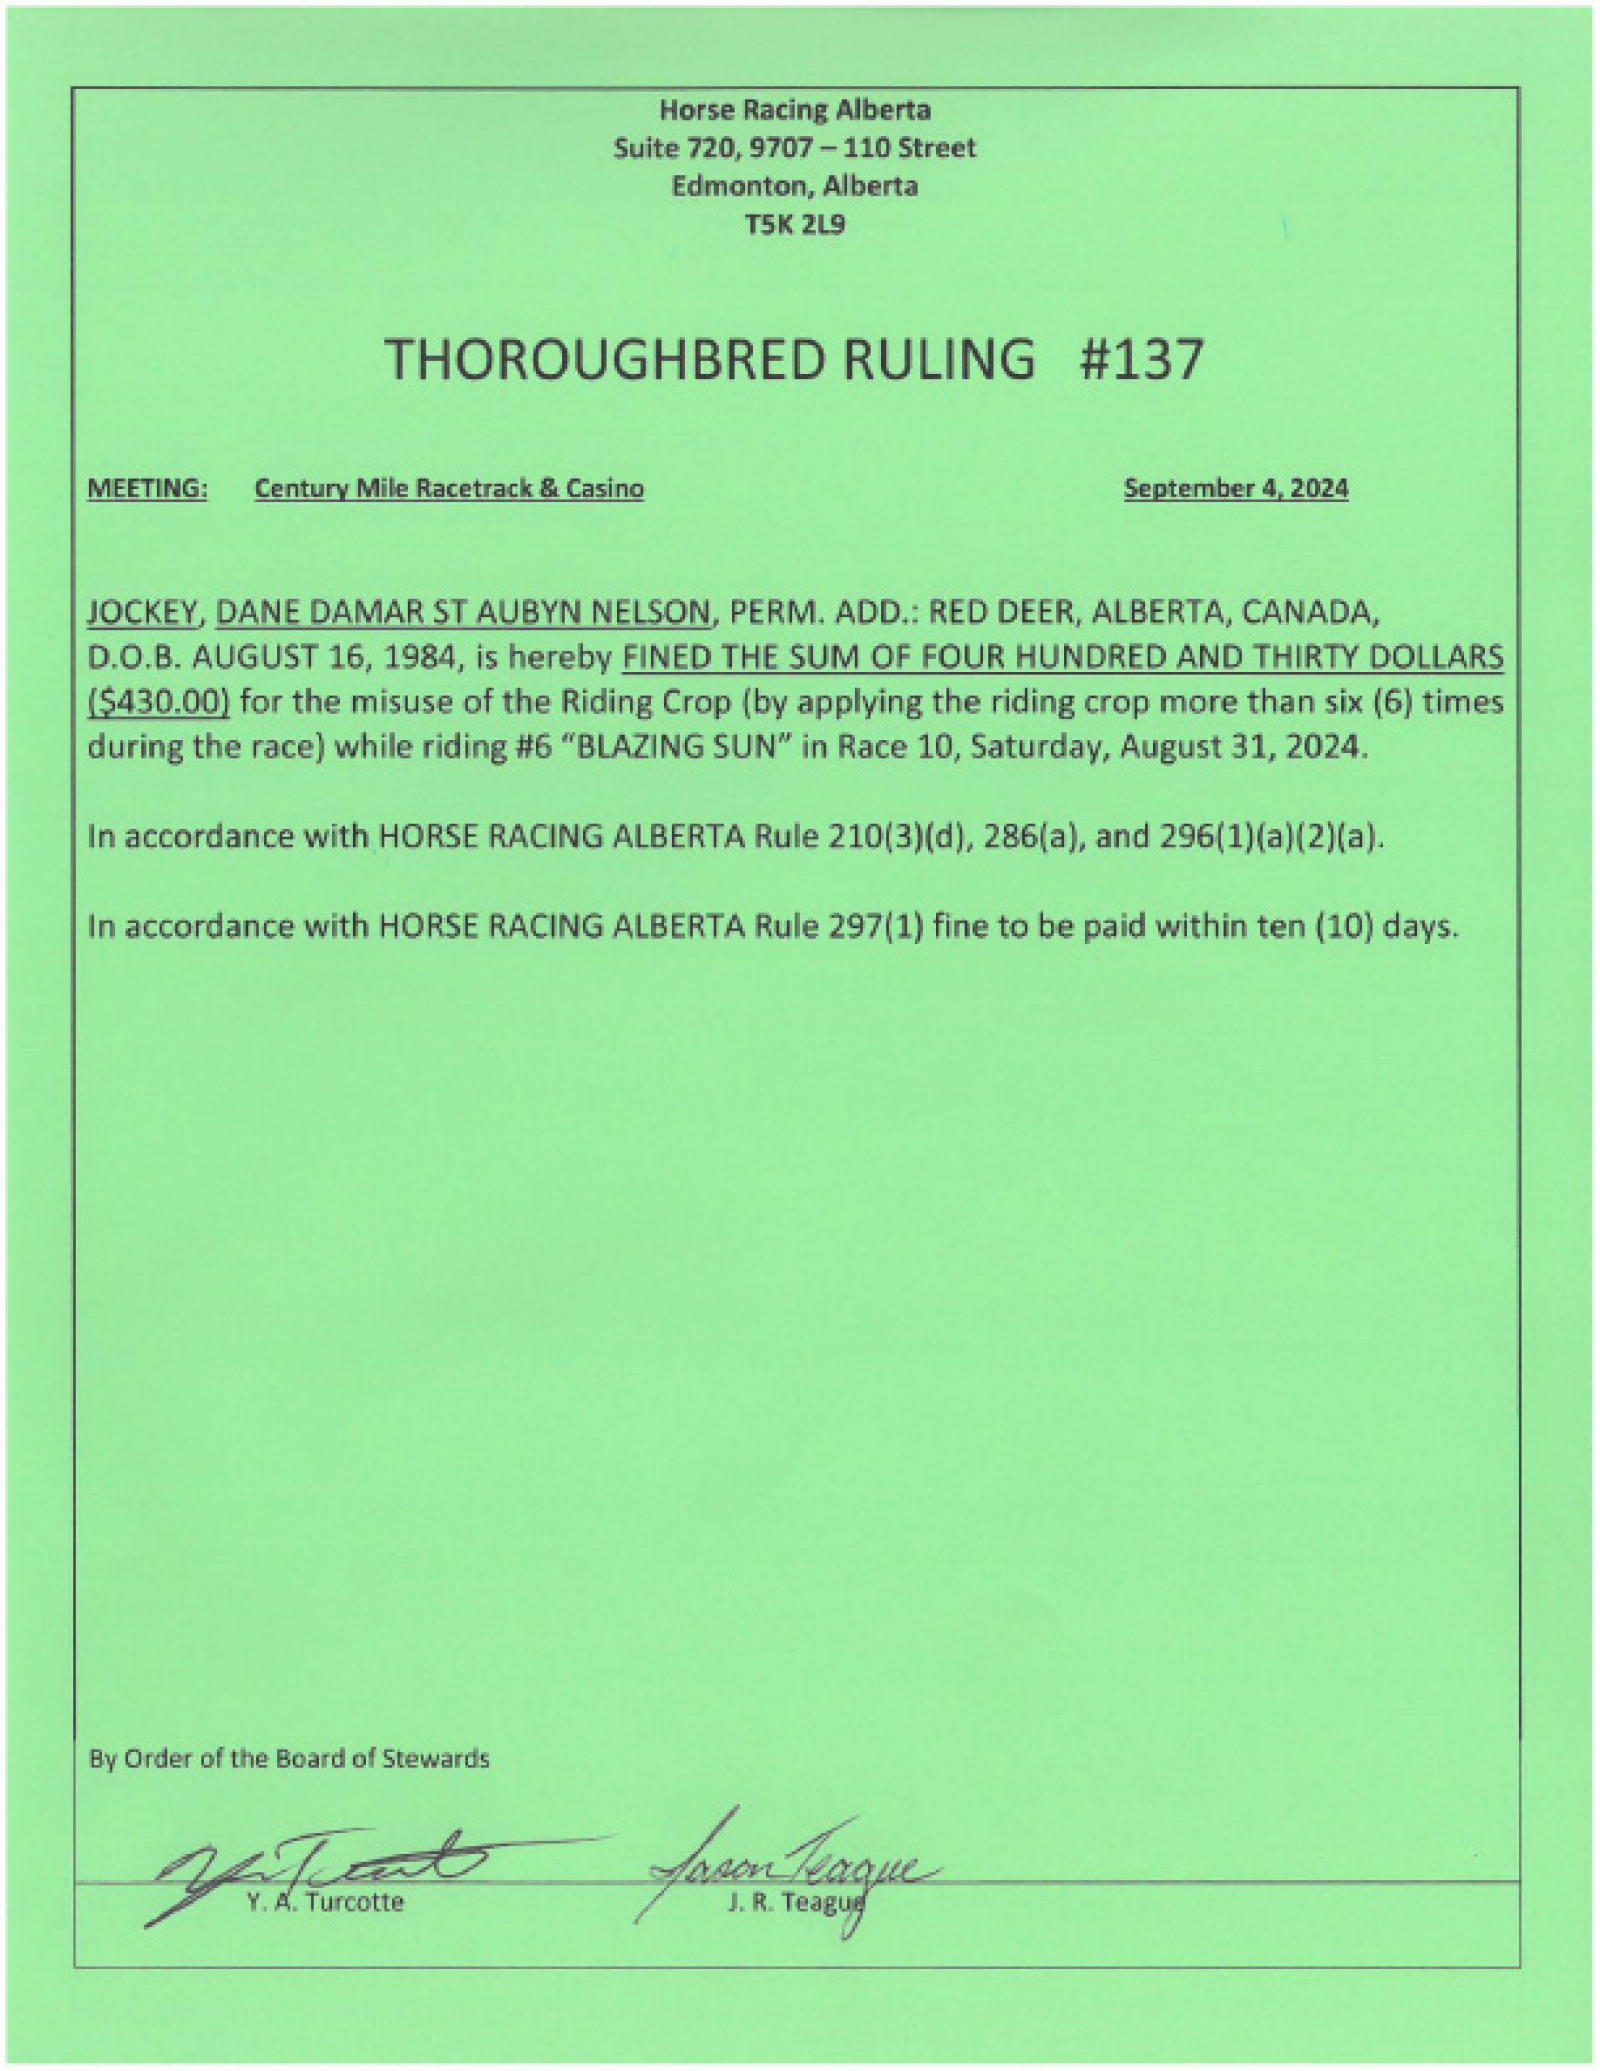 Horse Racing Alberta
Suite 720, 9707 – 110 Street
Edmonton, Alberta
T5K 2L9
THOROUGHBRED RULING #137
MEETING: Century Mile Racetrack & Casino September 4, 2024
JOCKEY, DANE DAMAR ST AUBYN NELSON, PERM. ADD.: RED DEER, ALBERTA, CANADA,
D.O.B. AUGUST 16, 1984, is hereby FINED THE SUM OF FOUR HUNDRED AND THIRTY DOLLARS
($430.00) for the misuse of the Riding Crop (by applying the riding crop more than six (6) times
during the race) while riding #6 “BLAZING SUN” in Race 10, Saturday, August 31, 2024.
In accordance with HORSE RACING ALBERTA Rule 210(3)(d), 286(a), and 296(1)(a)(2)(a).
In accordance with HORSE RACING ALBERTA Rule 297(1) fine to be paid within ten (10) days.
By Order of the Board of Stewards
Jason Teague
Y. A. Turcotte J. R. Teague